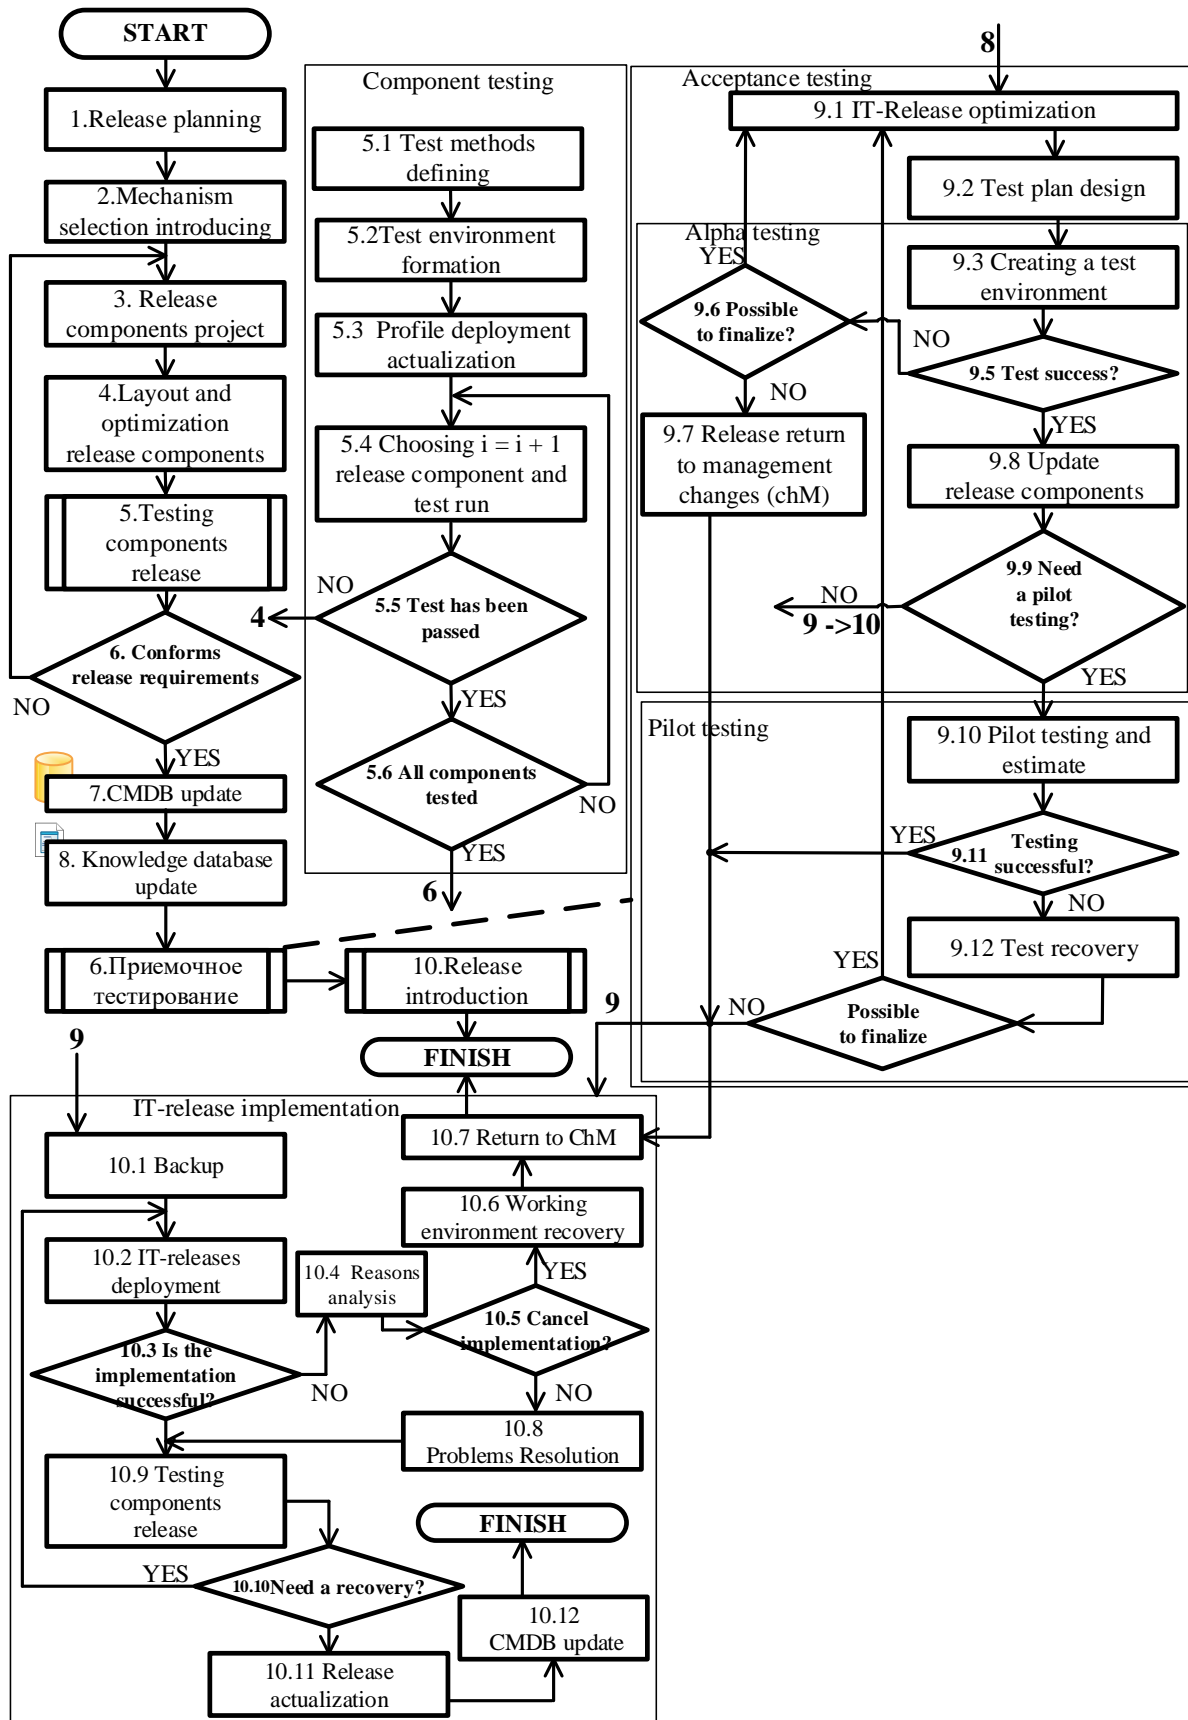 START
1.Release planning
2.Mechanism
selection introducing
3. Release
components project
4.Layout and
optimization
release components
5.Testing
components
release
6. Conforms
release requirements
NO
YES
7.CMDB update
8. Knowledge database
update
6.Приемочное
тестирование
10.Release
introduction
FINISH
Component testing
5.1 Test methods
defining
5.2Test environment
formation
5.3 Profile deployment
actualization
5.4 Choosing i = i + 1
release component and
test run
NO
5.5 Test has been
passed
4
YES
5.6 All components
tested
NO
YES
6
8
Acceptance testing
9.1 IT-Release optimization
9.2 Test plan design
Alpha testing
YES
9.3 Creating a test
environment
9.6 Possible
to finalize?
NO
9.5 Test success?
NO
YES
9.7 Release return
to management
changes (chM)
9.8 Update
release components
9.9 Need
a pilot
testing?
NO
9 ->10
YES
Pilot testing
9.10 Pilot testing and
estimate
YES
9.11
Testing
successful?
NO
9.12 Test recovery
YES
NO
Possible
to finalize
9
9
IT-release implementation
10.1 Backup
10.7 Return to ChM
10.6 Working
environment recovery
10.2 IT-releases
deployment
10.4 Reasons
analysis
YES
10.5 Cancel
implementation?
10.3 Is the
implementation
successful?
NO
NO
10.8
Problems Resolution
10.9 Testing
components
release
FINISH
YES
10.10Need a recovery?
10.12
CMDB update
10.11 Release
actualization